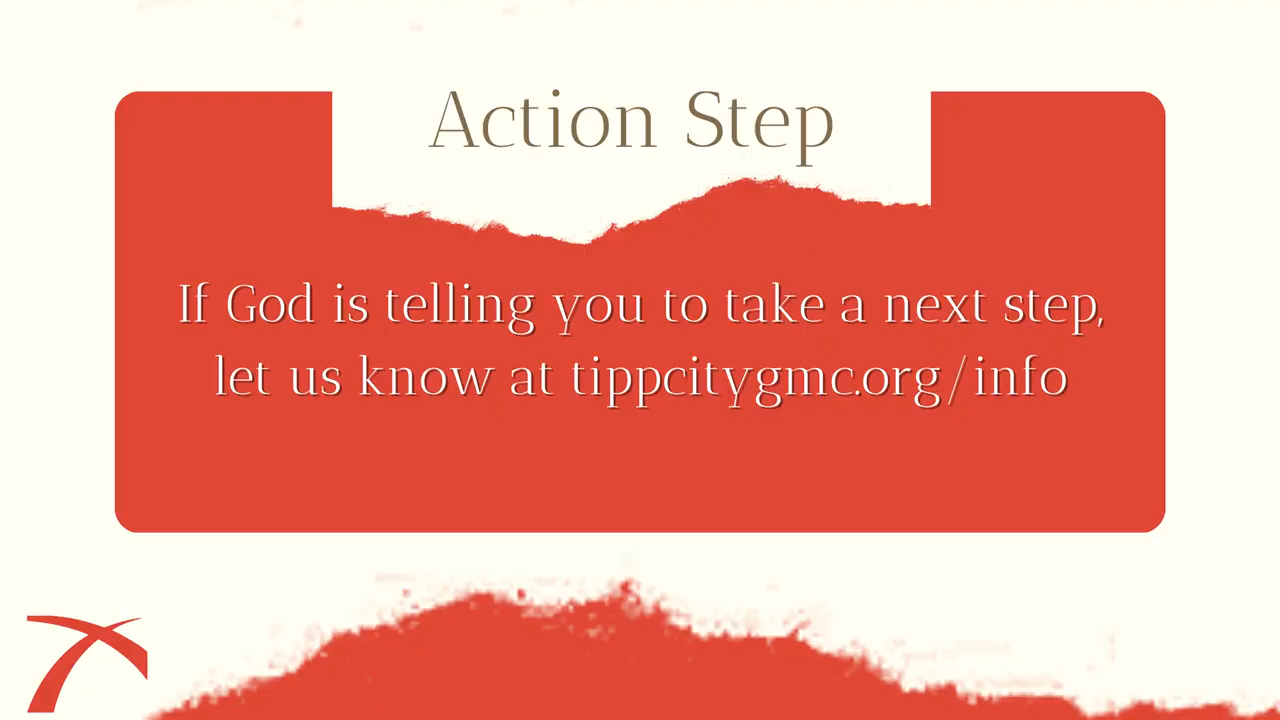 Action Step
If God is telling you to take a next step,
let us know at tippcitygmc.org/info